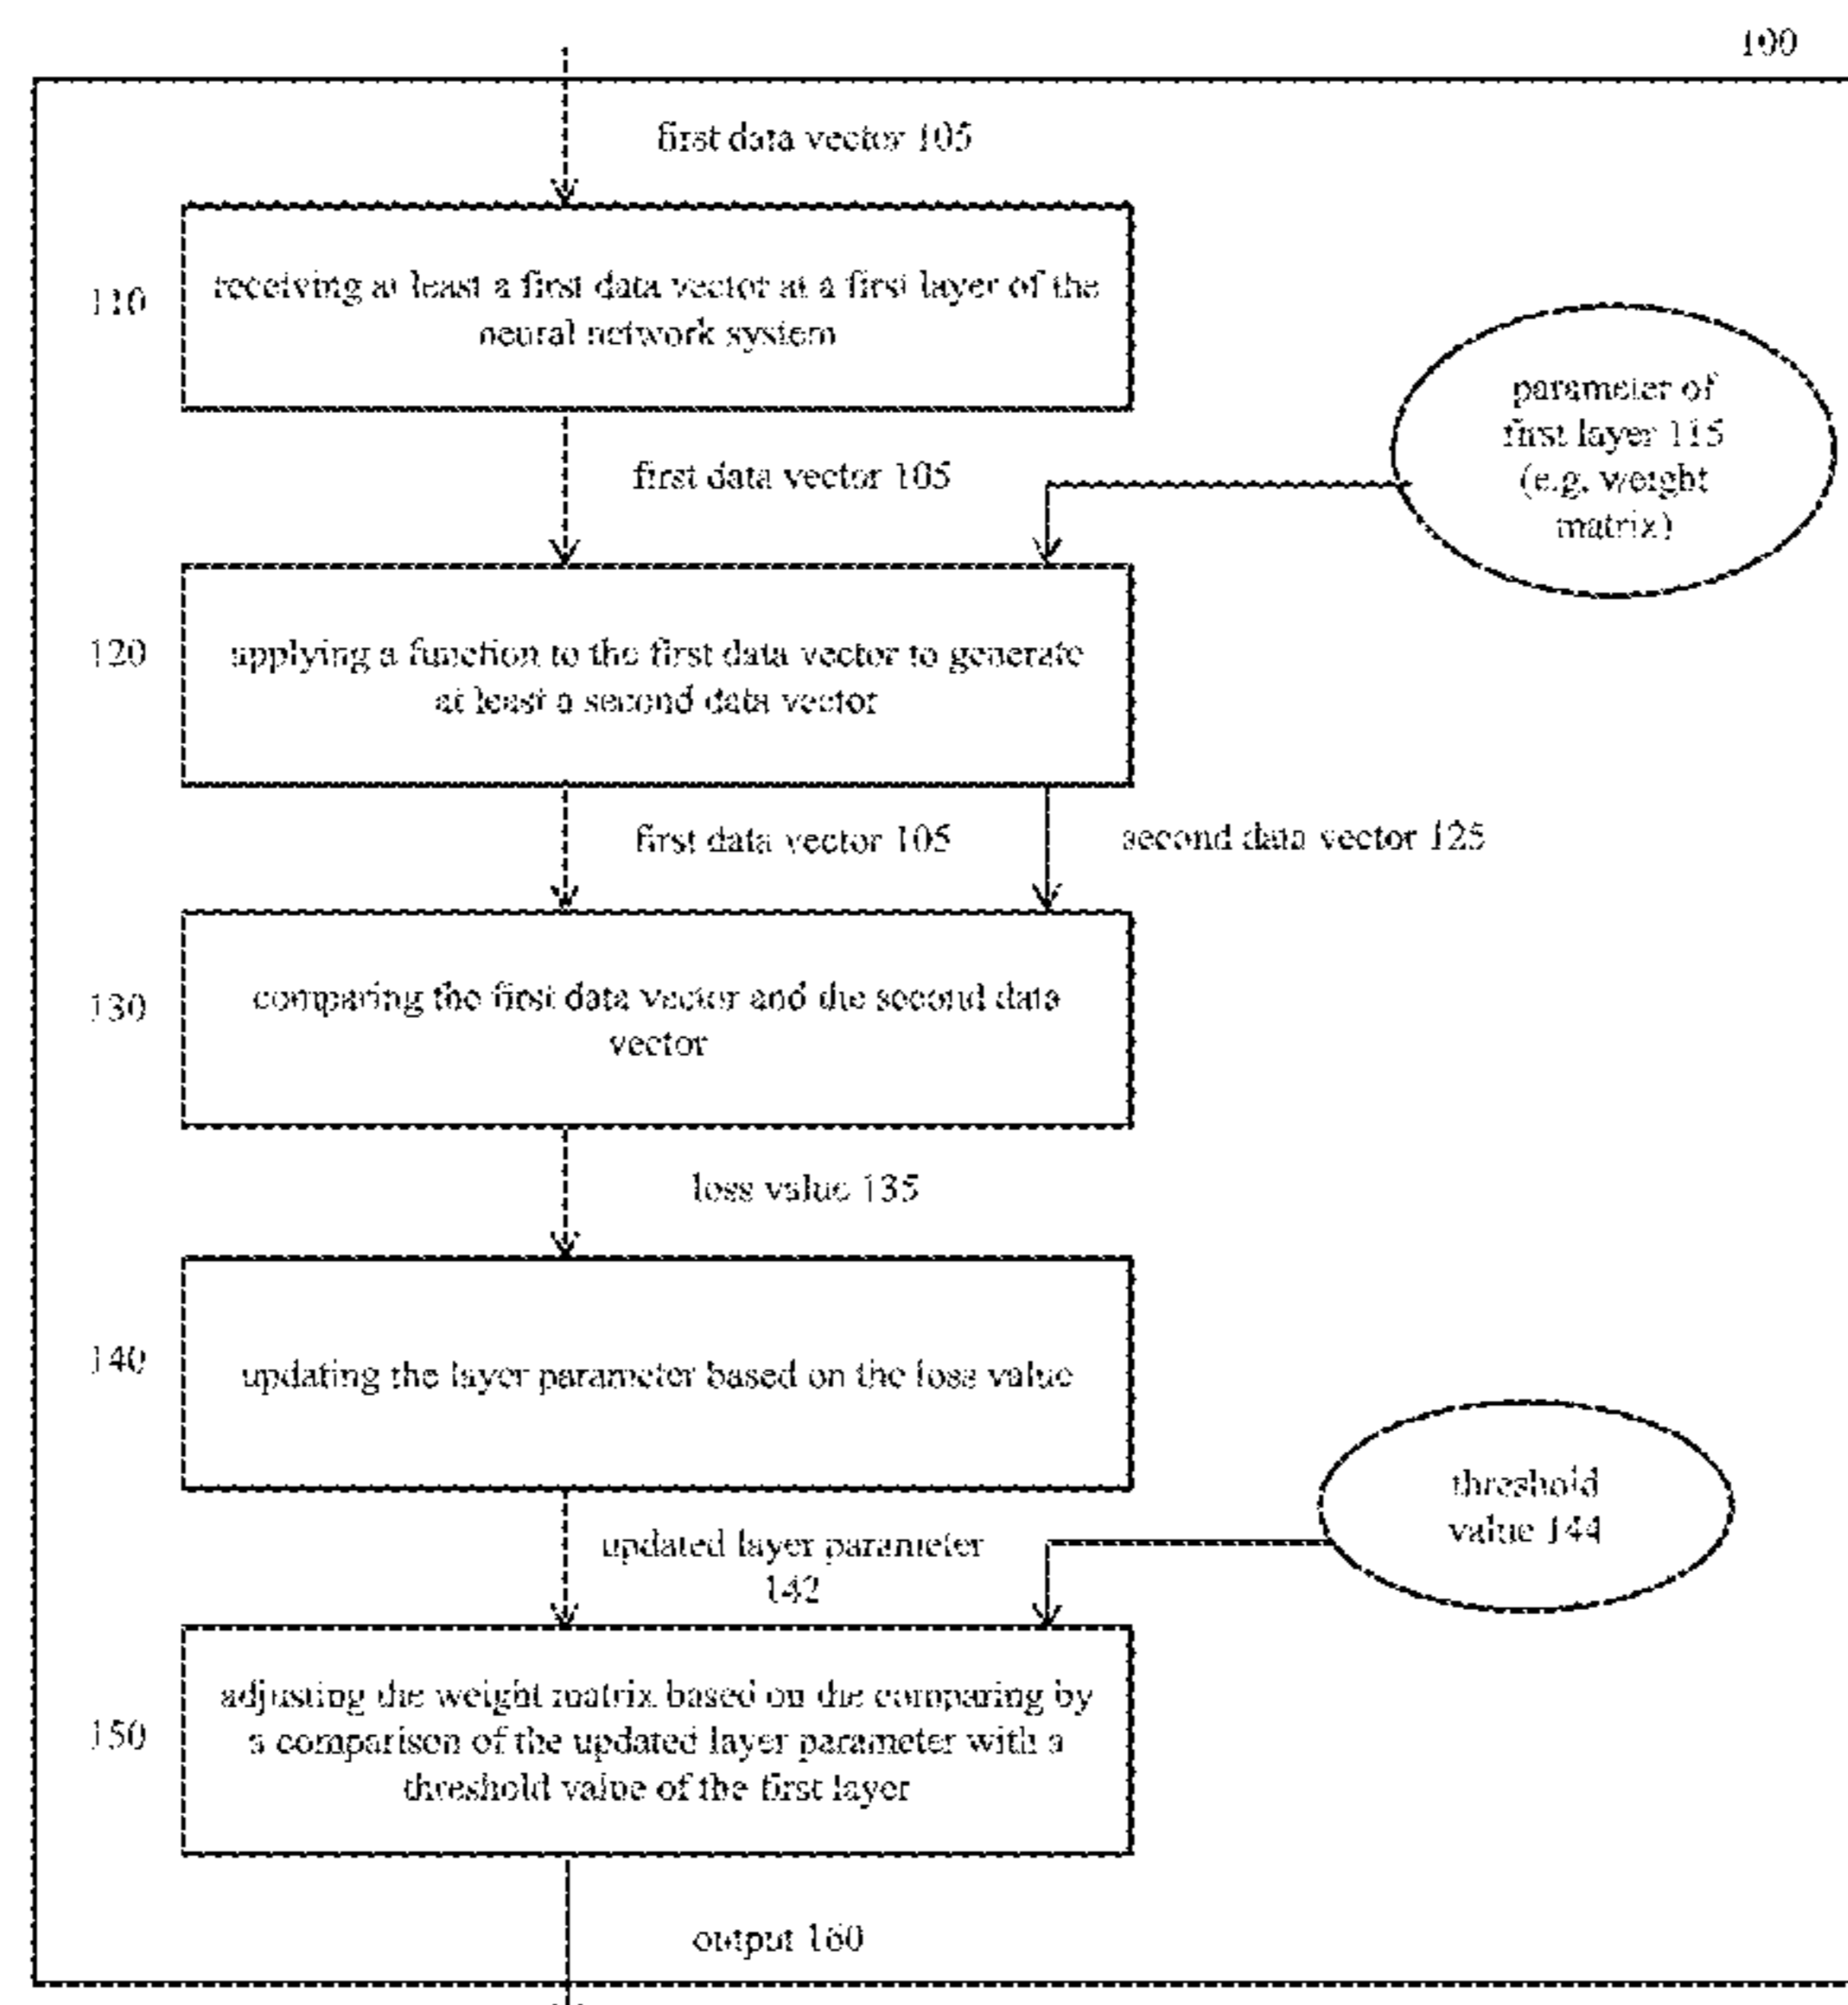 100
first data vector 105
110
receiving at least a first data vector at a first layer of the
neural network system
parameter of
first layer 115
(e.g. weight
matrix)
first data vector 105
120
applying a function to the first data vector to generate
at least a second data vector
first data vector 105
second data vector 125
130
comparing the first data vector and the second data
vector
loss value 135
140
updating the layer parameter based on the loss value
threshold
value 144
updated layer parameter
142
150
adjusting the weight matrix based on the comparing by
a comparison of the updated layer parameter with a
threshold value of the first layer
output 160